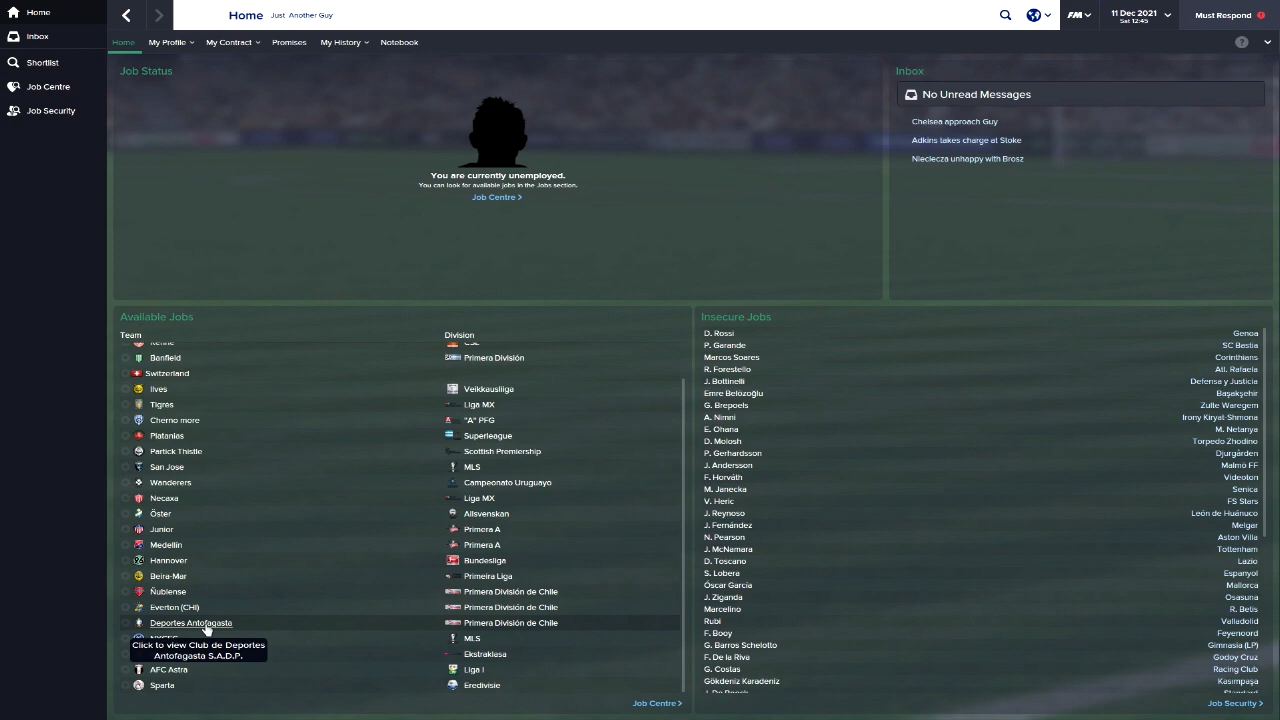 Home
Inbox
Shortlist
Job Centre
Job Security
Home Just Another Guy
FM
11 Dec 2021
Sat 12:45
Must Respond
Home My Profile My Contract Promises My History Notebook
?
Job Status
You are currently unemployed.
You can look for available jobs in the Jobs section.
Job Centre >
Inbox
No Unread Messages
Chelsea approach Guy
Adkins takes charge at Stoke
Nieciecza unhappy with Brosz
Available Jobs
Team Division
Banfield Primera División
Switzerland
Ilves Veikkausliiga
Tigres Liga MX
Cherno more "A" PFG
Platanias Superleague
Partick Thistle Scottish Premiership
San Jose MLS
Wanderers Campeonato Uruguayo
Necaxa Liga MX
Öster Allsvenskan
Junior Primera A
Medellín Primera A
Hannover Bundesliga
Beira-Mar Primeira Liga
Ñublense Primera División de Chile
Everton (CHI) Primera División de Chile
Deportes Antofagasta Primera División de Chile
MLS
Click to view Club de Deportes
Antofagasta S.A.D.P.
Ekstraklasa
AFC Astra Liga I
Sparta Eredivisie
Job Centre >
Insecure Jobs
D. Rossi Genoa
P. Garande SC Bastia
Marcos Soares Corinthians
R. Forestello Atl. Rafaela
J. Bottinelli Defensa y Justicia
Emre Belözoğlu Başakşehir
G. Brepoels Zulte Waregem
A. Nimni Irony Kiryat-Shmona
E. Ohana M. Netanya
D. Molosh Torpedo Zhodino
P. Gerhardsson Djurgården
J. Andersson Malmö FF
F. Horváth Videoton
M. Janecka Senica
V. Heric FS Stars
J. Reynoso León de Huánuco
J. Fernández Melgar
N. Pearson Aston Villa
J. McNamara Tottenham
D. Toscano Lazio
S. Lobera Espanyol
Óscar García Mallorca
J. Ziganda Osasuna
Marcelino R. Betis
Rubi Valladolid
F. Booy Feyenoord
G. Barros Schelotto Gimnasia (LP)
F. De la Riva Godoy Cruz
G. Costas Racing Club
Gökdeniz Karadeniz Kasımpaşa
Job Security >